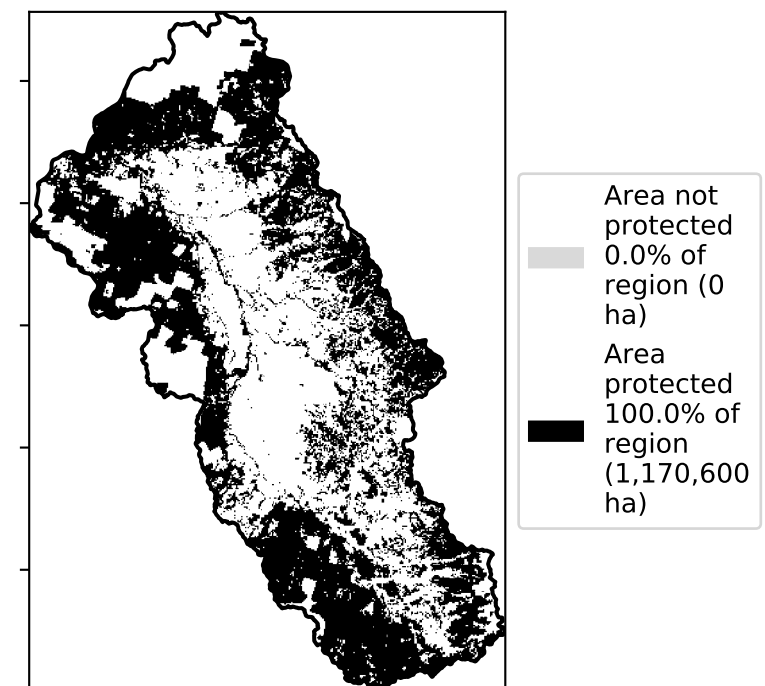 Area not
protected
0.0% of
region (0
ha)
Area
protected
100.0% of
region
(1,170,600
ha)